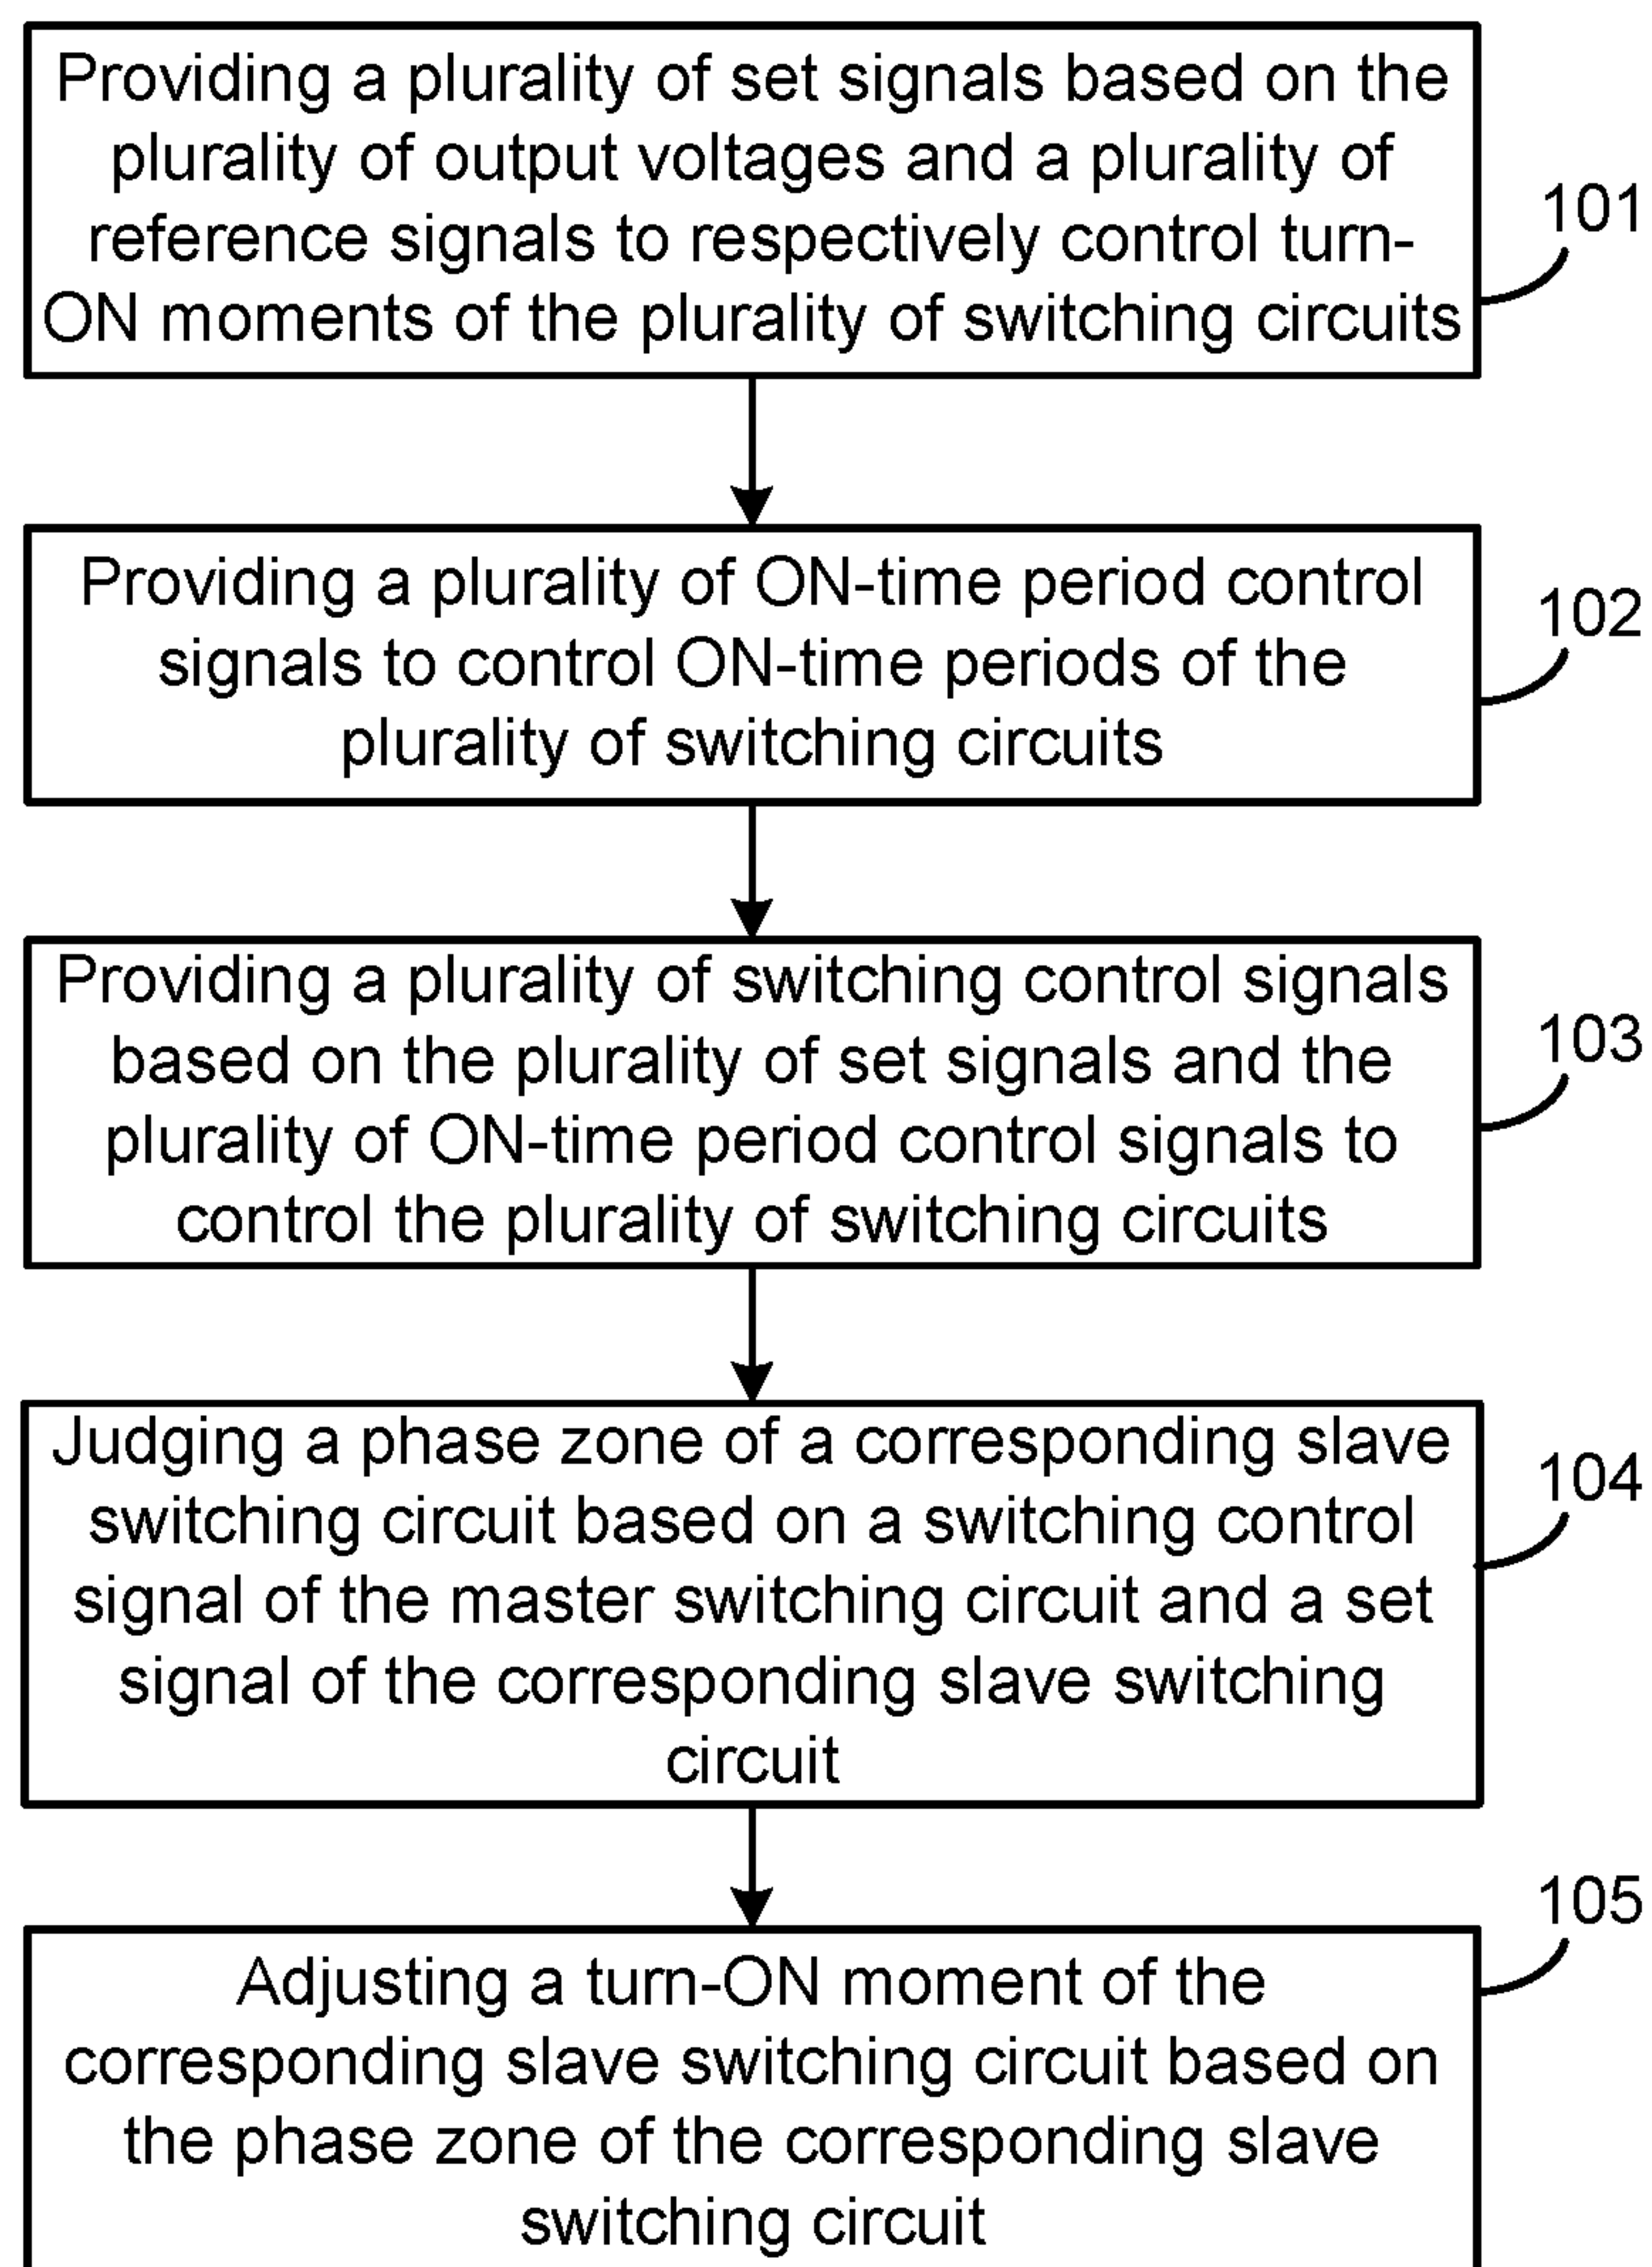 Providing a plurality of set signals based on the
plurality of output voltages and a plurality of
reference signals to respectively control turn-
ON moments of the plurality of switching circuits
101
Providing a plurality of ON-time period control
signals to control ON-time periods of the
plurality of switching circuits
102
Providing a plurality of switching control signals
based on the plurality of set signals and the
plurality of ON-time period control signals to
control the plurality of switching circuits
103
Judging a phase zone of a corresponding slave
switching circuit based on a switching control
signal of the master switching circuit and a set
signal of the corresponding slave switching
circuit
104
Adjusting a turn-ON moment of the
corresponding slave switching circuit based on
the phase zone of the corresponding slave
switching circuit
105